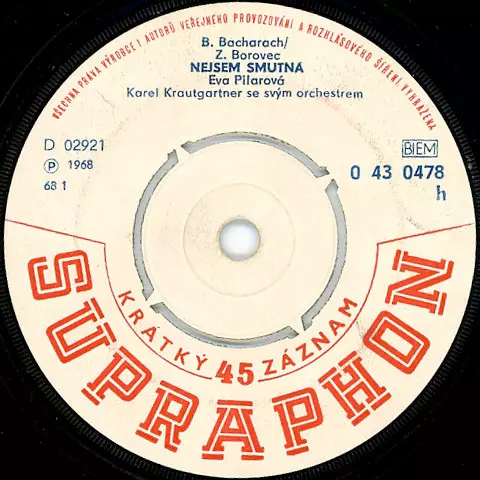 VŠECHNA PRÁVA VÝROBCE I AUTORŮ VEŘEJNÉHO PROVOZOVÁNÍ A ROZHLASOVÉHO ŠÍŘENÍ VYHRAŽENA
B. Bacharach/
Z. Borovec
NEJSEM SMUTNÁ
Eva Pilarová
Karel Krautgartner se svým orchestrem
D 02921
BIEM
Ⓟ 1968
0 43 0478
68 1
h
KRÁTKÝ 45 ZÁZNAM
SUPRAPHON